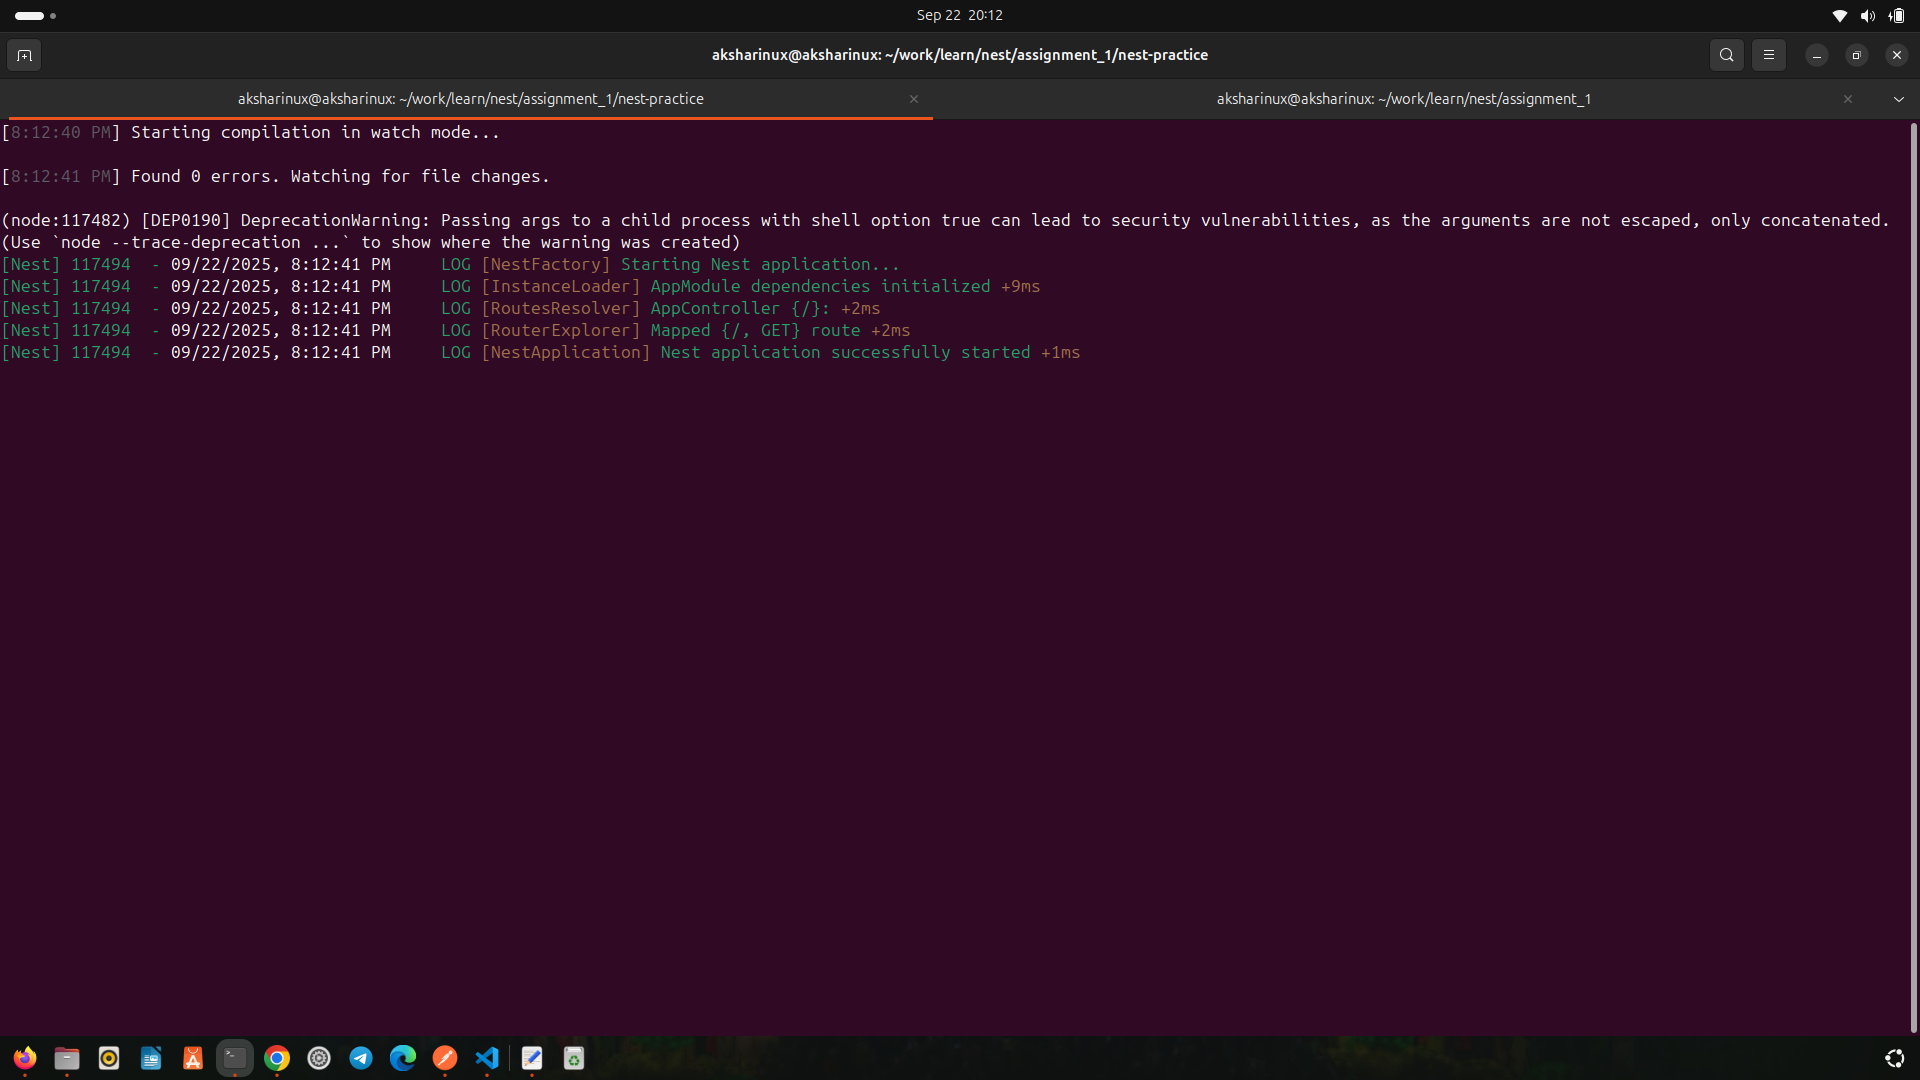 Sep 22 20:12
aksharinux@aksharinux: ~/work/learn/nest/assignment_1/nest-practice
aksharinux@aksharinux: ~/work/learn/nest/assignment_1/nest-practice
aksharinux@aksharinux: ~/work/learn/nest/assignment_1
[8:12:40 PM] Starting compilation in watch mode...
[8:12:41 PM] Found 0 errors. Watching for file changes.
(node:117482) [DEP0190] DeprecationWarning: Passing args to a child process with shell option true can lead to security vulnerabilities, as the arguments are not escaped, only concatenated.
(Use `node --trace-deprecation ...` to show where the warning was created)
[Nest] 117494  - 09/22/2025, 8:12:41 PM     LOG [NestFactory] Starting Nest application...
[Nest] 117494  - 09/22/2025, 8:12:41 PM     LOG [InstanceLoader] AppModule dependencies initialized +9ms
[Nest] 117494  - 09/22/2025, 8:12:41 PM     LOG [RoutesResolver] AppController {/}: +2ms
[Nest] 117494  - 09/22/2025, 8:12:41 PM     LOG [RouterExplorer] Mapped {/, GET} route +2ms
[Nest] 117494  - 09/22/2025, 8:12:41 PM     LOG [NestApplication] Nest application successfully started +1ms